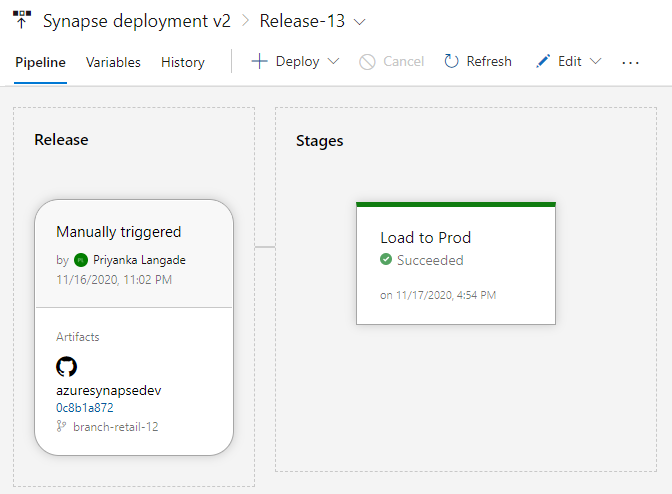 Synapse deployment v2 > Release-13
Pipeline Variables History + Deploy Cancel Refresh Edit ...
Release
Manually triggered
by Priyanka Langade
11/16/2020, 11:02 PM
Artifacts
azuresynapsedev
0c8b1a872
branch-retail-12
Stages
Load to Prod
Succeeded
on 11/17/2020, 4:54 PM